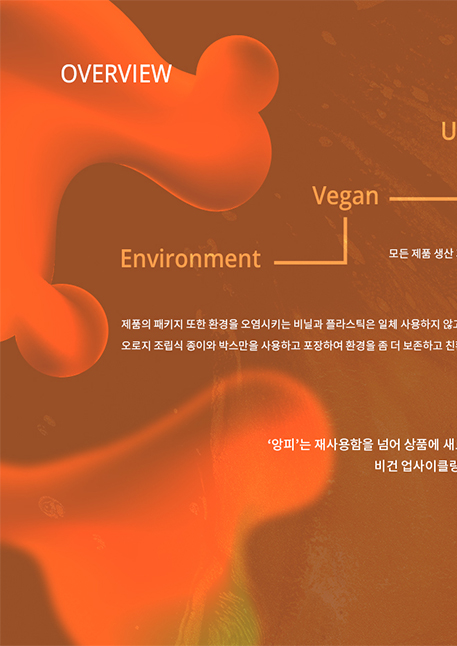 OVERVIEW
U
Vegan
Environment
모든 제품 생산
제품의 패키지 또한 환경을 오염시키는 비닐과 플라스틱은 일체 사용하지 않고
오로지 조립식 종이와 박스만을 사용하고 포장하여 환경을 좀 더 보존하고 친
‘앙피’는 재사용함을 넘어 상품에 새
비건 업사이클링